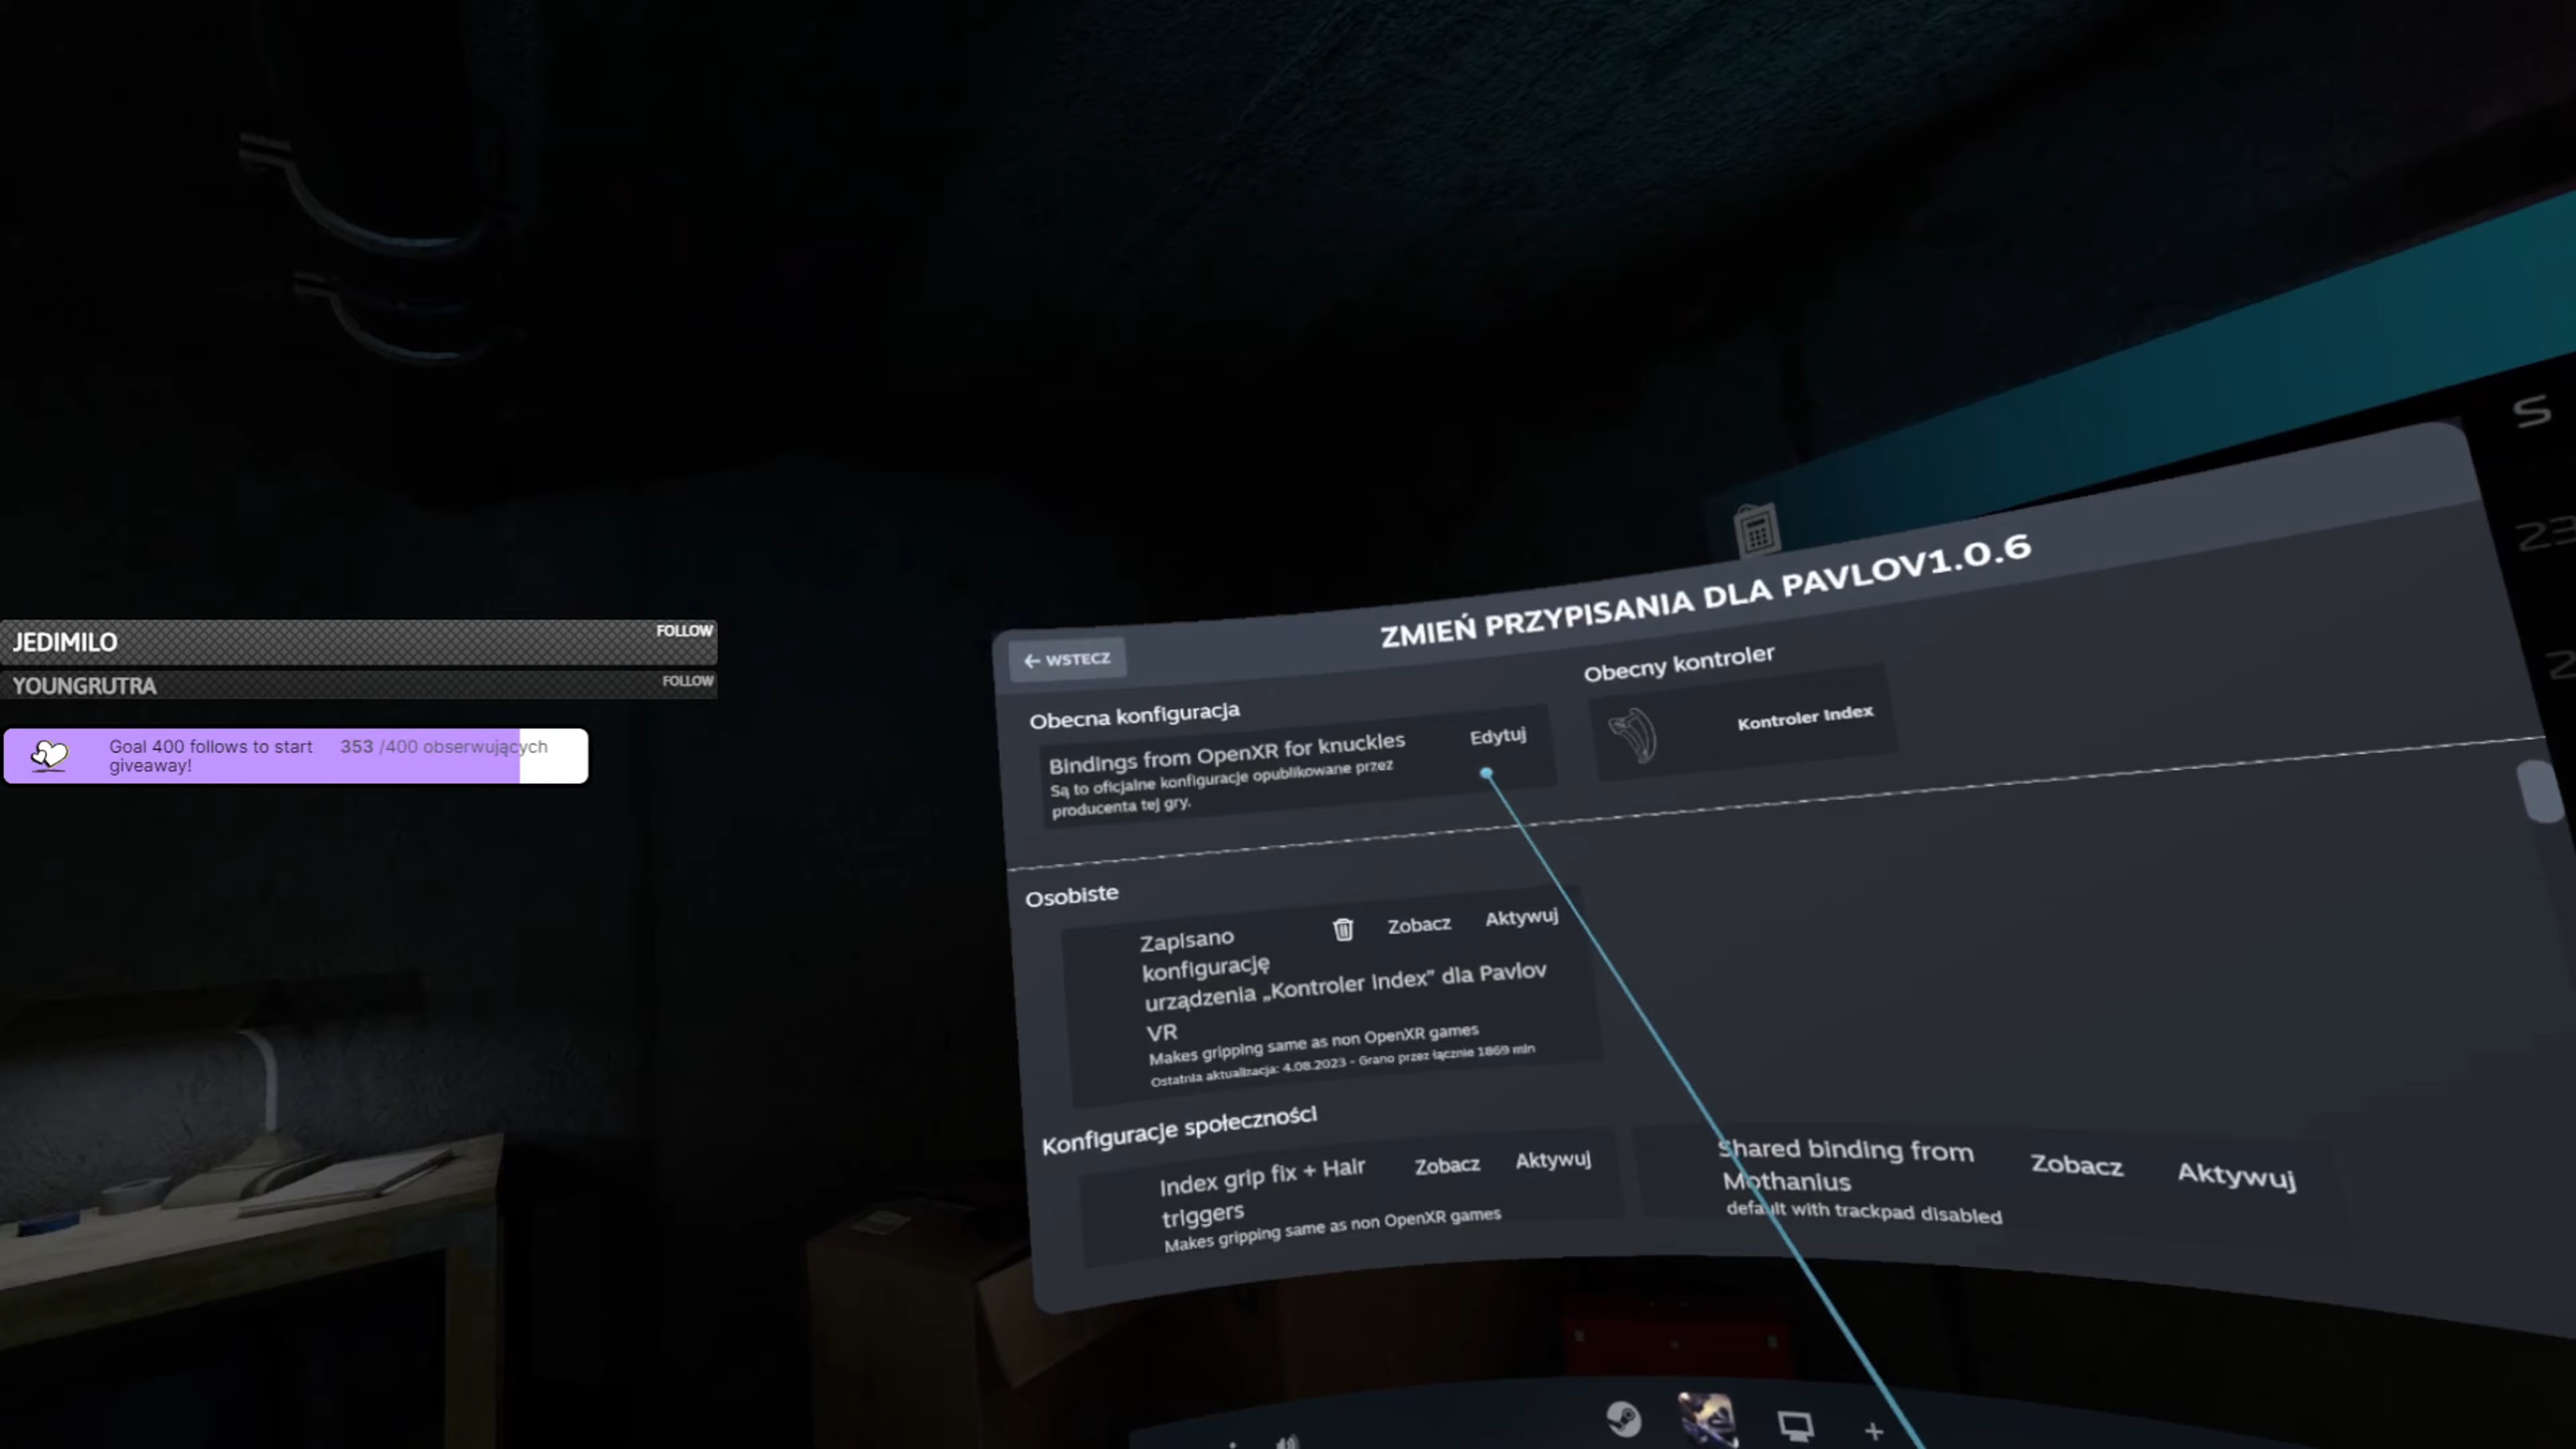 JEDIMILO
FOLLOW
YOUNGRUTRA
FOLLOW
Goal 400 follows to start
giveaway!
353 /400 obserwujących
ZMIEŃ PRZYPISANIA DLA PAVLOV1.0.6
← WSTECZ
Obecna konfiguracja
Bindings from OpenXR for knuckles
Są to oficjalne konfiguracje opublikowane przez
producenta tej gry.
Edytuj
Obecny kontroler
Kontroler Index
Osobiste
Zapisano
konfigurację
urządzenia „Kontroler Index” dla Pavlov
VR
Makes gripping same as non OpenXR games
Ostatnia aktualizacja: 4.08.2023 - Grano przez łącznie 1869 min
Zobacz
Aktywuj
Konfiguracje społeczności
Index grip fix + Hair
triggers
Makes gripping same as non OpenXR games
Zobacz
Aktywuj
Shared binding from
Mothanius
default with trackpad disabled
Zobacz
Aktywuj
S
23
2